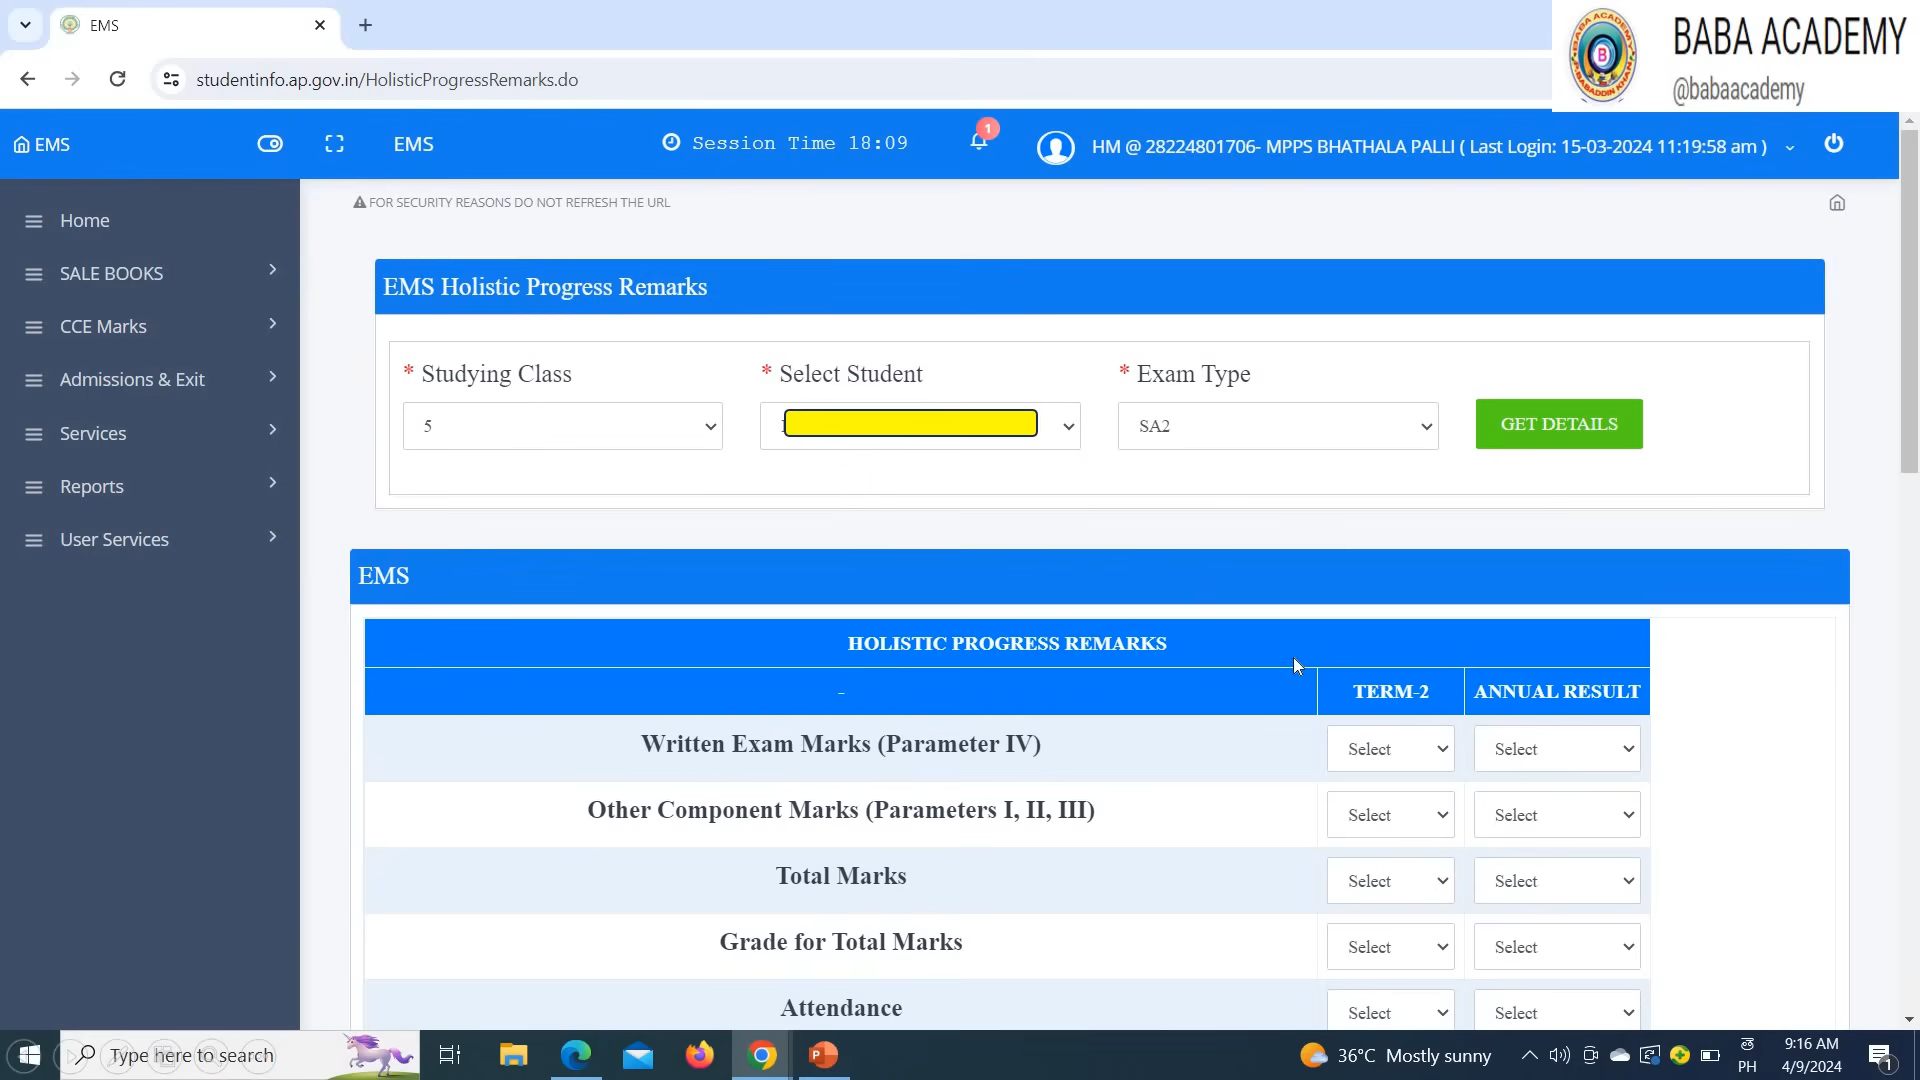 EMS
BABA ACADEMY
@babaacademy
studentinfo.ap.gov.in/HolisticProgressRemarks.do
EMS
EMS
Session Time 18:09
1
HM @ 28224801706- MPPS BHATHALA PALLI ( Last Login: 15-03-2024 11:19:58 am )
FOR SECURITY REASONS DO NOT REFRESH THE URL
Home
SALE BOOKS
CCE Marks
Admissions & Exit
Services
Reports
User Services
EMS Holistic Progress Remarks
* Studying Class
* Select Student
* Exam Type
5
SA2
GET DETAILS
EMS
HOLISTIC PROGRESS REMARKS
-
TERM-2
ANNUAL RESULT
Written Exam Marks (Parameter IV)
Select
Select
Other Component Marks (Parameters I, II, III)
Select
Select
Total Marks
Select
Select
Grade for Total Marks
Select
Select
Attendance
Select
Select
Type here to search
36°C Mostly sunny
PH
9:16 AM
4/9/2024
1